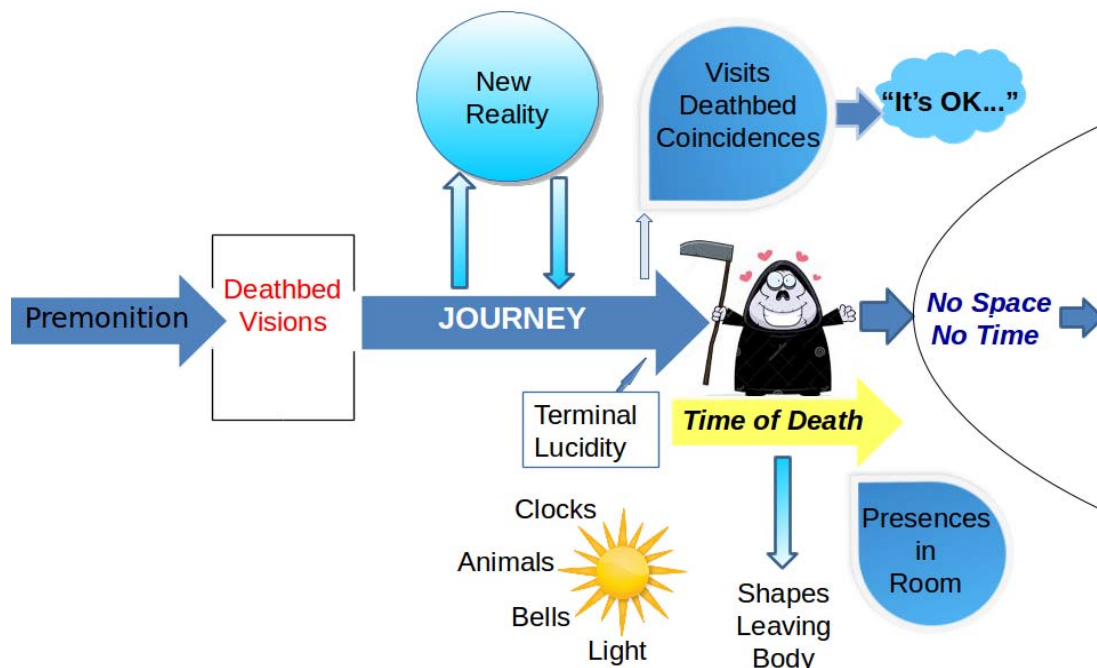 New
Reality
Visits
Deathbed
Coincidences
“It’s OK...”
Premonition
Deathbed
Visions
JOURNEY
No Space
No Time
Terminal
Lucidity
Time of Death
Clocks
Animals
Bells
Light
Shapes
Leaving
Body
Presences
in
Room